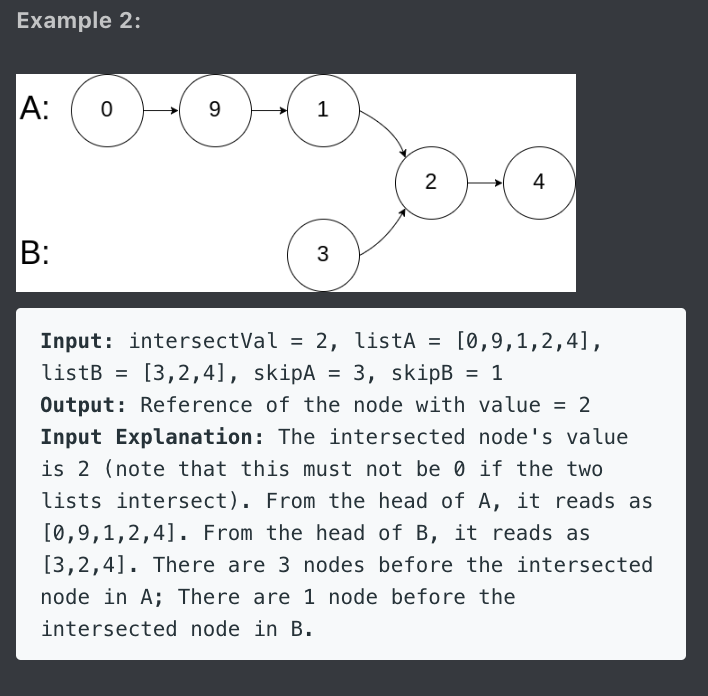 Example 2:
A: 0 9 1
2 4
B: 3
Input: intersectVal = 2, listA = [0,9,1,2,4],
listB = [3,2,4], skipA = 3, skipB = 1
Output: Reference of the node with value = 2
Input Explanation: The intersected node's value
is 2 (note that this must not be 0 if the two
lists intersect). From the head of A, it reads as
[0,9,1,2,4]. From the head of B, it reads as
[3,2,4]. There are 3 nodes before the intersected
node in A; There are 1 node before the
intersected node in B.